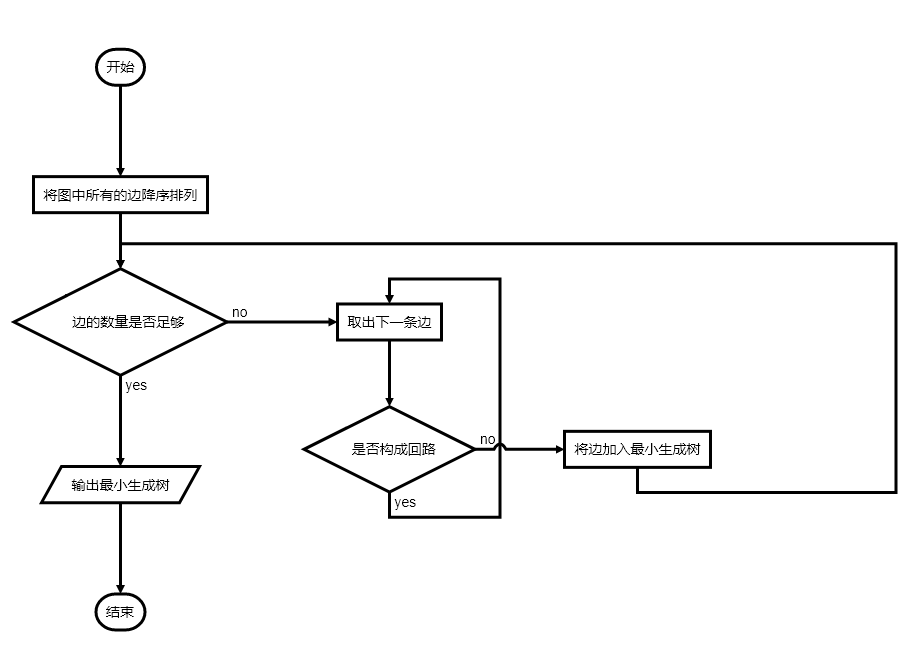 开始
将图中所有的边降序排列
边的数量是否足够
no
取出下一条边
yes
是否构成回路
no
将边加入最小生成树
yes
输出最小生成树
结束